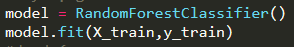 model = RandomForestClassifier()
model.fit(X_train,y_train)